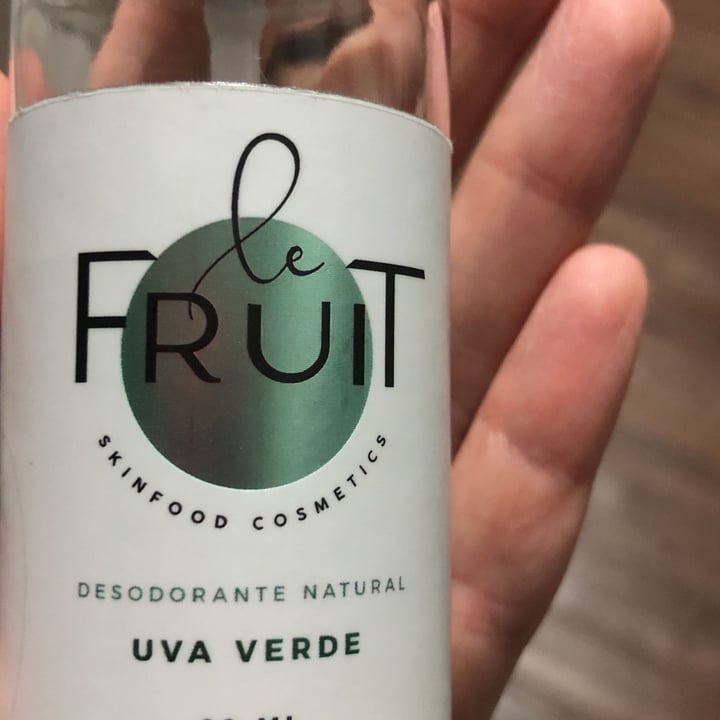 le
FRUIT
SKINFOOD COSMETICS
DESODORANTE NATURAL
UVA VERDE